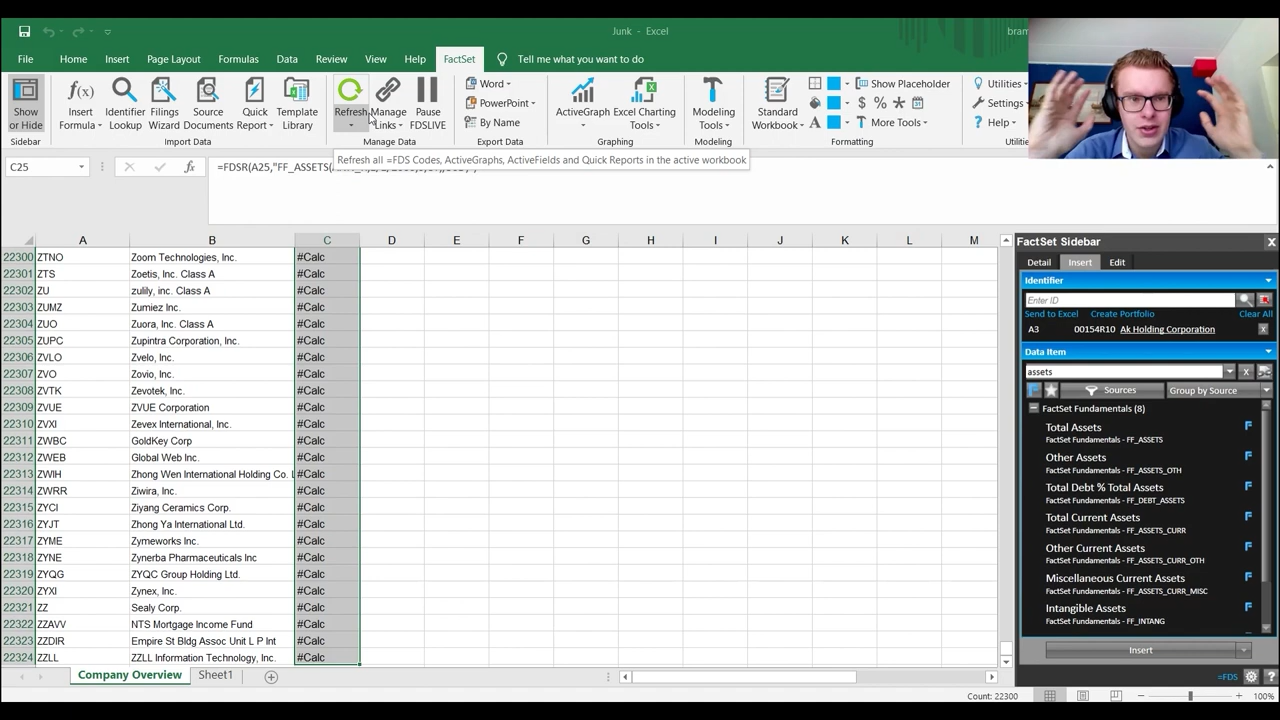 Junk - Excel
bram
File Home Insert Page Layout Formulas Data Review View Help FactSet Tell me what you want to do
Show or Hide
Sidebar
Insert Formula
Identifier Lookup
Filings Wizard
Source Documents
Quick Report
Template Library
Import Data
Refresh
Manage Links
Pause FDSLIVE
Manage Data
Word
PowerPoint
By Name
Export Data
ActiveGraph
Excel Charting Tools
Graphing
Modeling Tools
Modeling
Standard Workbook
Show Placeholder
$ %
More Tools
Formatting
Utilities
Settings
Help
Refresh all =FDS Codes, ActiveGraphs, ActiveFields and Quick Reports in the active workbook
C25 fx
A B C D E F G H I J K L M
22300 ZTNO Zoom Technologies, Inc. #Calc
22301 ZTS Zoetis, Inc. Class A #Calc
22302 ZU zulily, inc. Class A #Calc
22303 ZUMZ Zumiez Inc. #Calc
22304 ZUO Zuora, Inc. Class A #Calc
22305 ZUPC Zupintra Corporation, Inc. #Calc
22306 ZVLO Zvelo, Inc. #Calc
22307 ZVO Zovio, Inc. #Calc
22308 ZVTK Zevotek, Inc. #Calc
22309 ZVUE ZVUE Corporation #Calc
22310 ZVXI Zevex International, Inc. #Calc
22311 ZWBC GoldKey Corp #Calc
22312 ZWEB Global Web Inc. #Calc
22313 ZWIH Zhong Wen International Holding Co. L #Calc
22314 ZWRR Ziwira, Inc. #Calc
22315 ZYCI Ziyang Ceramics Corp. #Calc
22316 ZYJT Zhong Ya International Ltd. #Calc
22317 ZYME Zymeworks Inc. #Calc
22318 ZYNE Zynerba Pharmaceuticals Inc #Calc
22319 ZYQG ZYQC Group Holding Ltd. #Calc
22320 ZYXI Zynex, Inc. #Calc
22321 ZZ Sealy Corp. #Calc
22322 ZZAVV NTS Mortgage Income Fund #Calc
22323 ZZDIR Empire St Bldg Assoc Unit L P Int #Calc
22324 ZZLL ZZLL Information Technology, Inc. #Calc
Company Overview Sheet1
Count: 22300
100%
FactSet Sidebar x
Detail Insert Edit
Identifier
Enter ID
Send to Excel Create Portfolio Clear All
A3 00154R10 Ak Holding Corporation x
Data Item
assets x
Sources Group by Source
FactSet Fundamentals (8)
Total Assets F
FactSet Fundamentals - FF_ASSETS
Other Assets F
FactSet Fundamentals - FF_ASSETS_OTH
Total Debt % Total Assets F
FactSet Fundamentals - FF_DEBT_ASSETS
Total Current Assets F
FactSet Fundamentals - FF_ASSETS_CURR
Other Current Assets F
FactSet Fundamentals - FF_ASSETS_CURR_OTH
Miscellaneous Current Assets F
FactSet Fundamentals - FF_ASSETS_CURR_MISC
Intangible Assets F
FactSet Fundamentals - FF_INTANG
Insert
=FDS ?